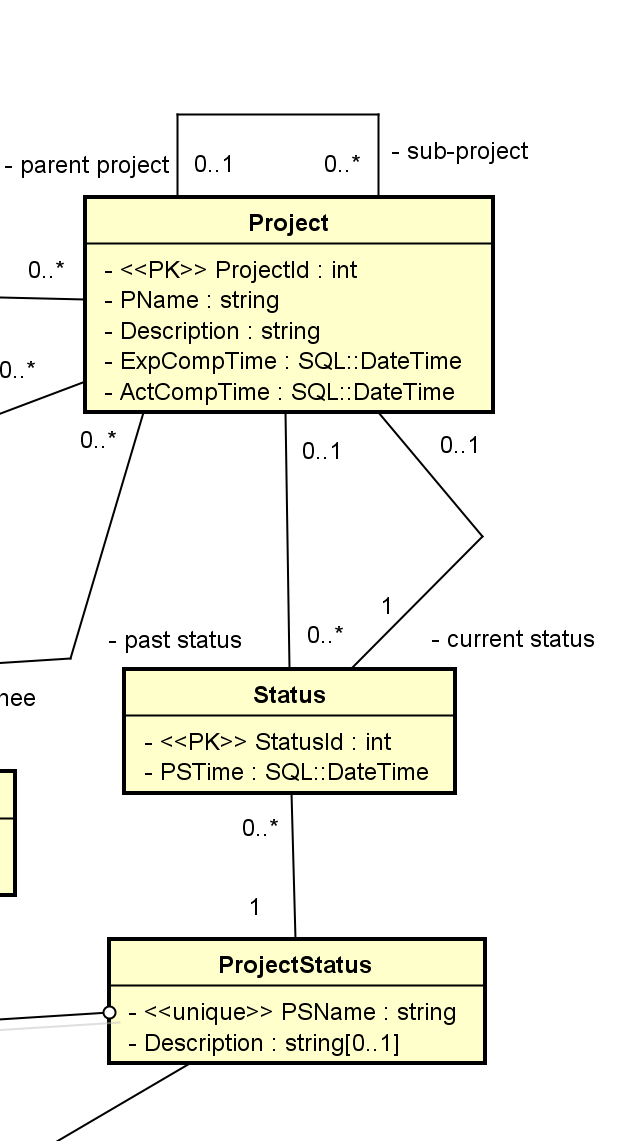 - parent project
0..1
0..*
- sub-project
Project
0..*
- <<PK>> ProjectId : int
- PName : string
- Description : string
0..*
- ExpCompTime : SQL::DateTime
- ActCompTime : SQL::DateTime
0..*
0..1
0..1
1
- past status
0..*
- current status
Status
nee
- <<PK>> StatusId : int
- PSTime : SQL::DateTime
0..*
1
ProjectStatus
- <<unique>> PSName : string
- Description : string[0..1]